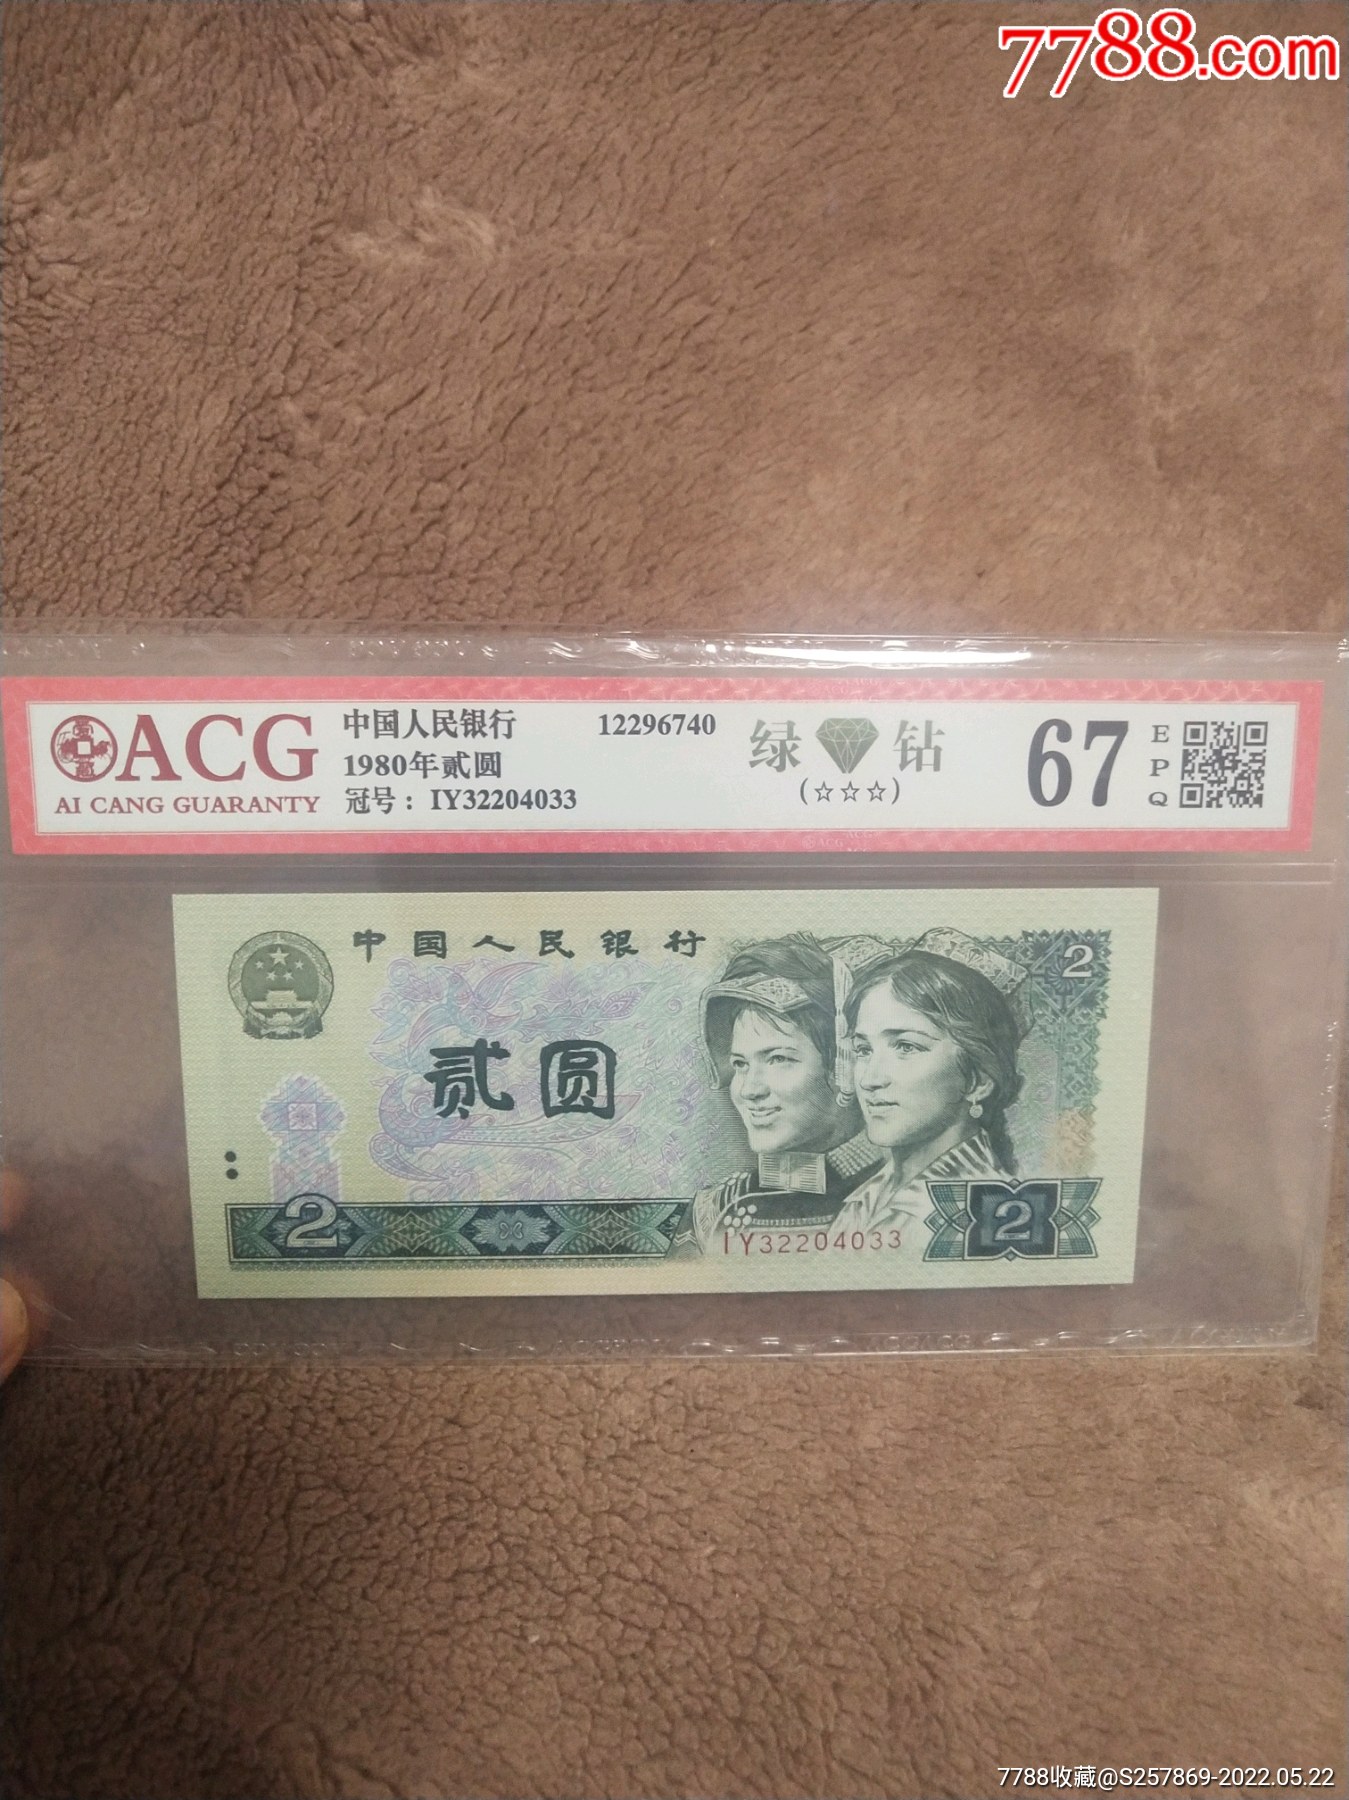 7788.com
ACG
AI CANG GUARANTY
中国人民银行
1980年贰圆
冠号：IY32204033
12296740
绿 钻
(☆☆☆)
67
E
P
Q
中国人民银行
2
贰圆
2
IY32204033
2
7788收藏@S257869-2022.05.22